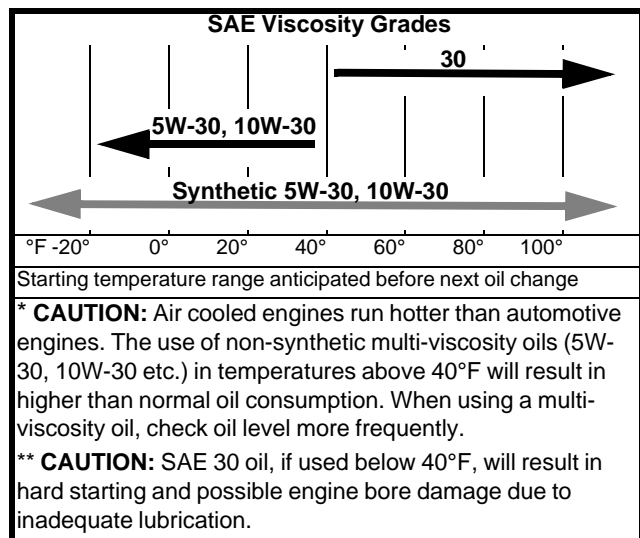 SAE Viscosity Grades
30
5W-30, 10W-30
Synthetic 5W-30, 10W-30
°F -20° 0° 20° 40° 60° 80° 100°
Starting temperature range anticipated before next oil change
* CAUTION: Air cooled engines run hotter than automotive
engines. The use of non-synthetic multi-viscosity oils (5W-
30, 10W-30 etc.) in temperatures above 40°F will result in
higher than normal oil consumption. When using a multi-
viscosity oil, check oil level more frequently.
** CAUTION: SAE 30 oil, if used below 40°F, will result in
hard starting and possible engine bore damage due to
inadequate lubrication.